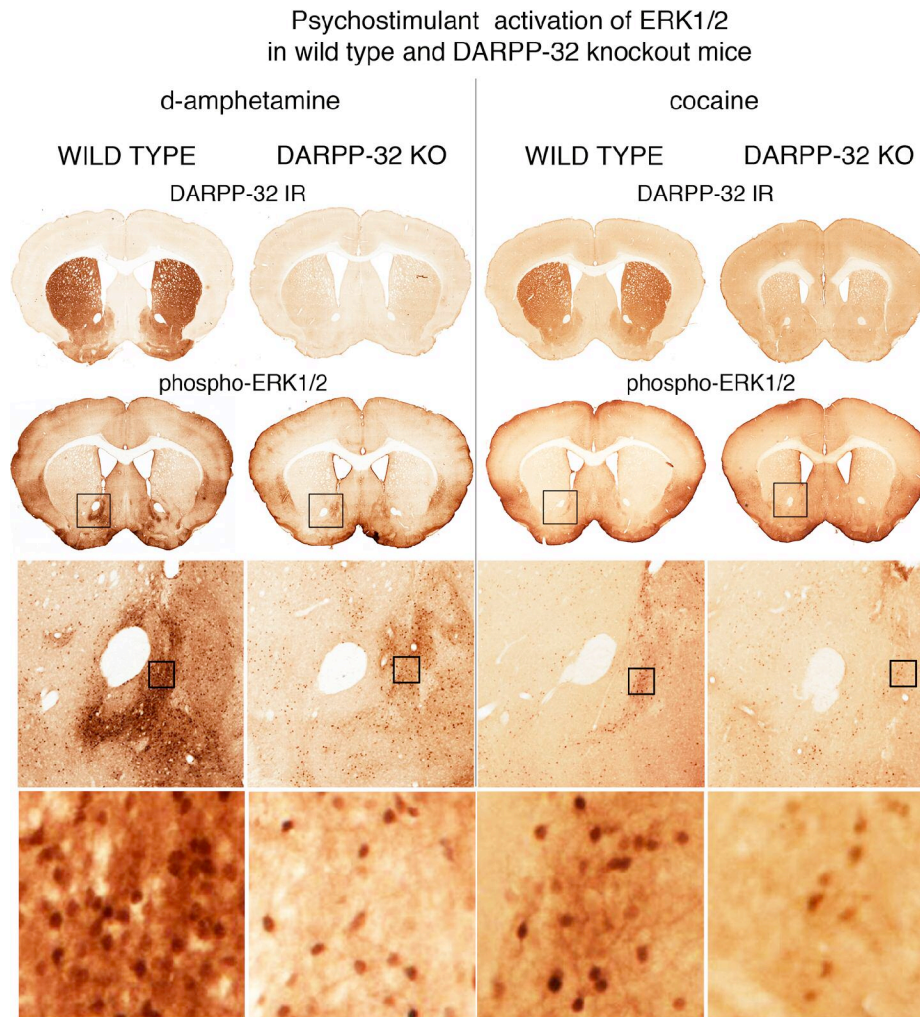 Psychostimulant activation of ERK1/2
in wild type and DARPP-32 knockout mice
d-amphetamine
cocaine
WILD TYPE
DARPP-32 KO
WILD TYPE
DARPP-32 KO
DARPP-32 IR
DARPP-32 IR
phospho-ERK1/2
phospho-ERK1/2